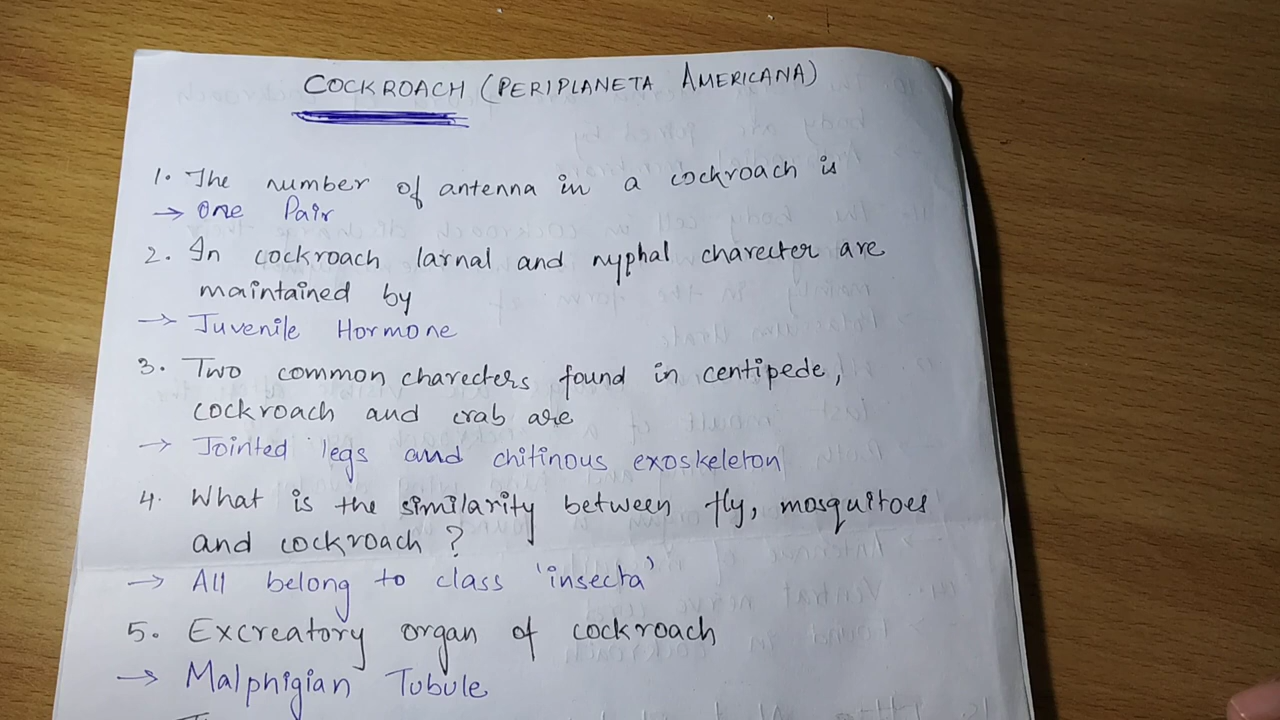 COCKROACH (PERIPLANETA AMERICANA)
1. The number of antenna in a cockroach is
→ One Pair
2. In cockroach larnal and nyphal charecter are
maintained by
→ Juvenile Hormone
3. Two common charecters found in centipede,
cockroach and crab are
→ Jointed legs and chitinous exoskeleton
4. What is the similarity between fly, mosquitoes
and cockroach ?
→ All belong to class 'insecta'
5. Excreatory organ of cockroach
→ Malphigian Tubule